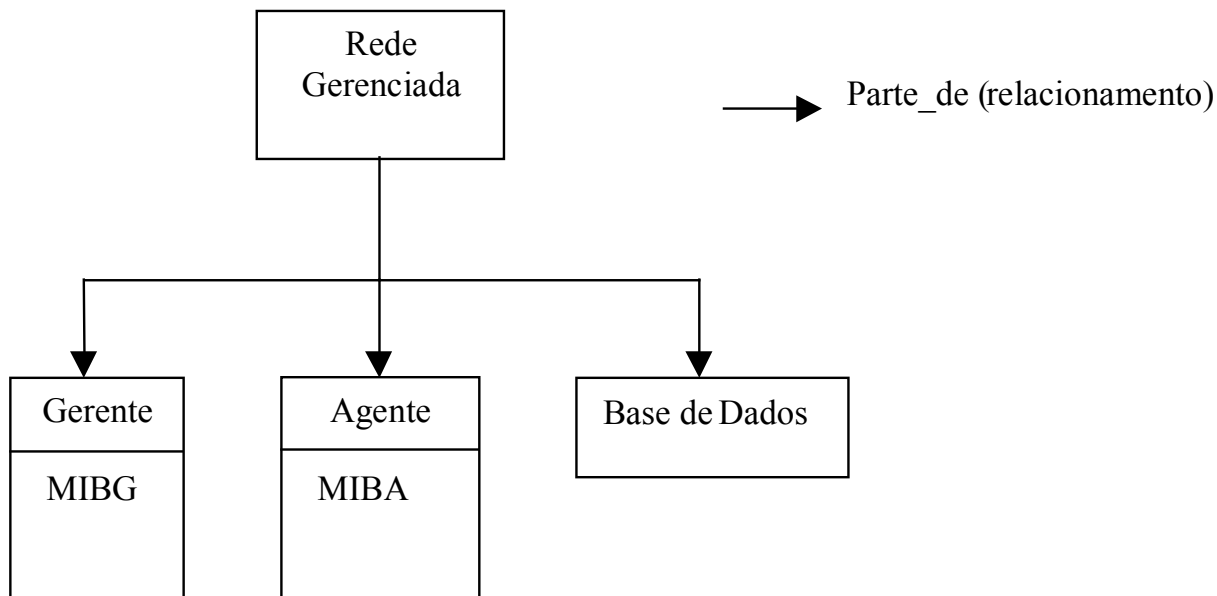 Rede
Gerenciada
Parte_de (relacionamento)
Gerente
Agente
Base de Dados
MIBG
MIBA